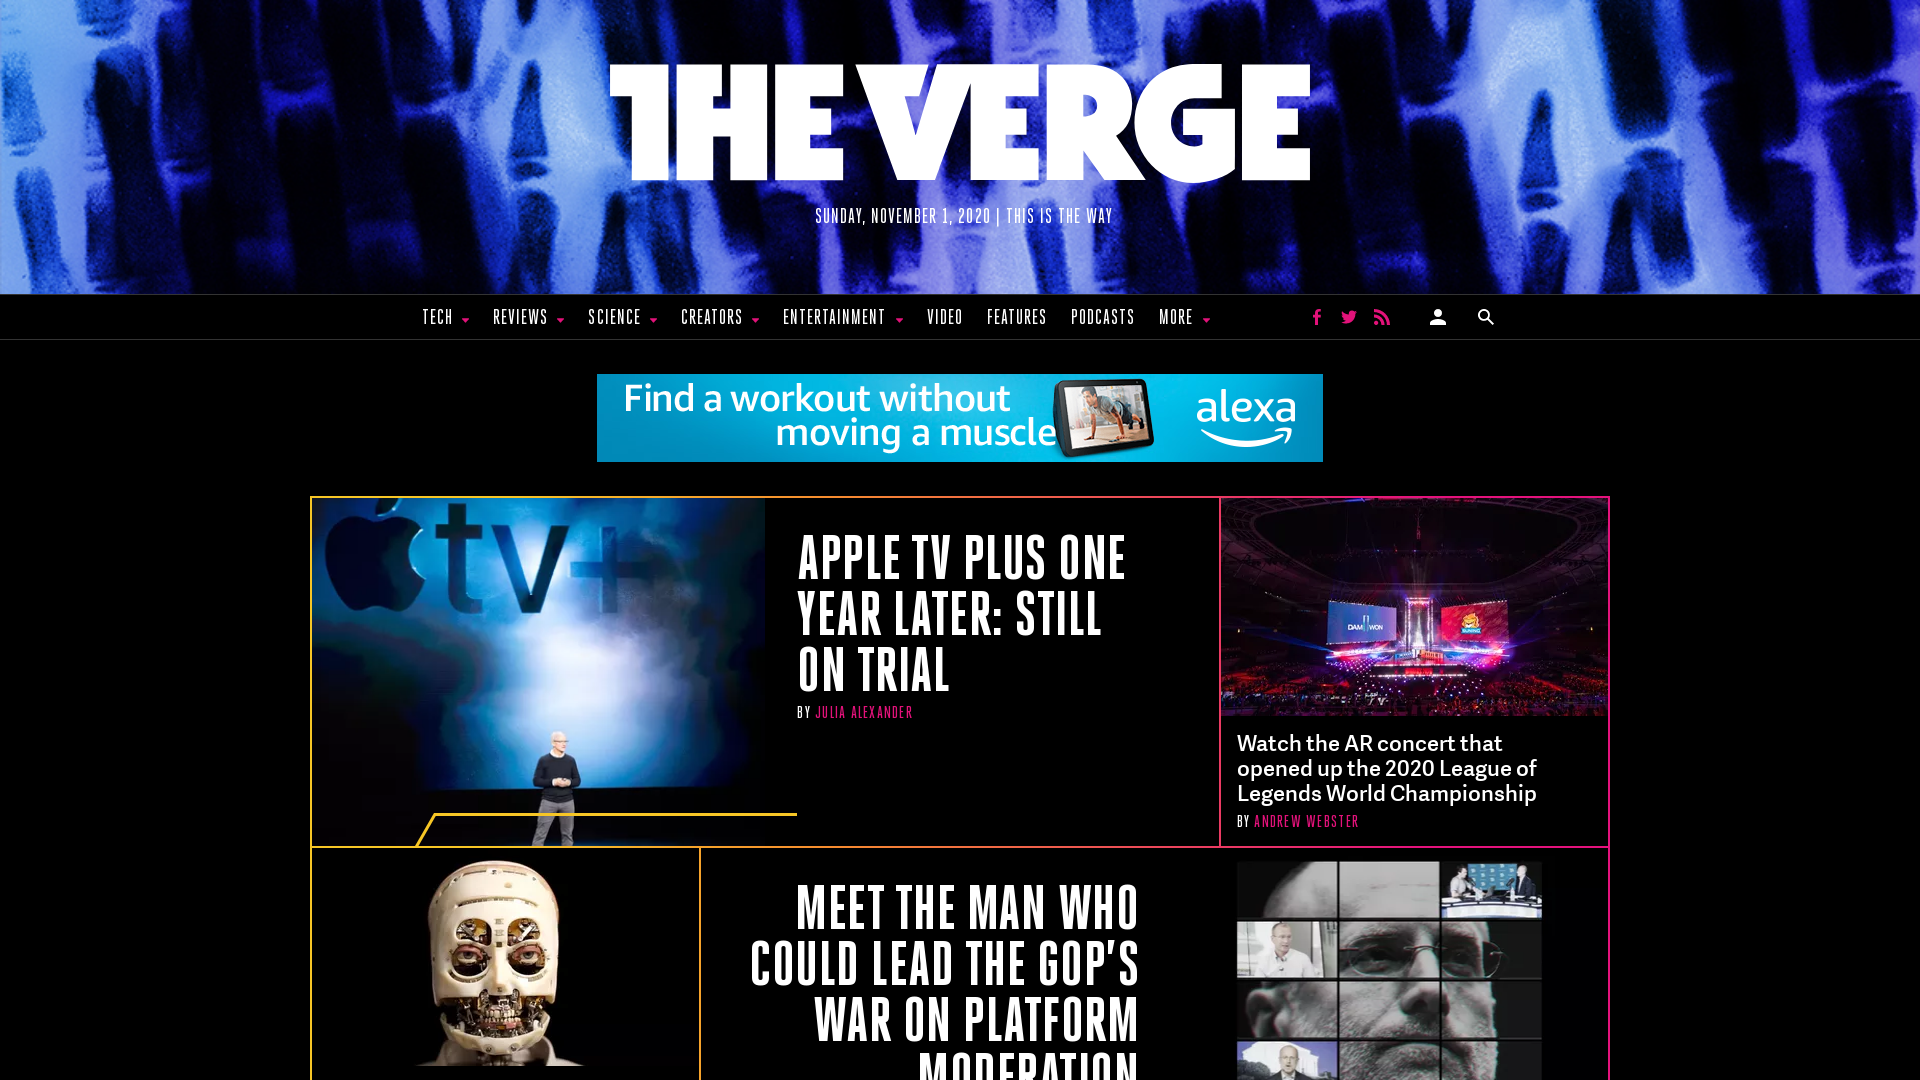 THE VERGE
SUNDAY, NOVEMBER 1, 2020 | THIS IS THE WAY
TECH REVIEWS SCIENCE CREATORS ENTERTAINMENT VIDEO FEATURES PODCASTS MORE
Find a workout without
moving a muscle
alexa
tv+
APPLE TV PLUS ONE
YEAR LATER: STILL
ON TRIAL
BY JULIA ALEXANDER
DAMWON
SUNING
Watch the AR concert that
opened up the 2020 League of
Legends World Championship
BY ANDREW WEBSTER
MEET THE MAN WHO
COULD LEAD THE GOP'S
WAR ON PLATFORM
MODERATION